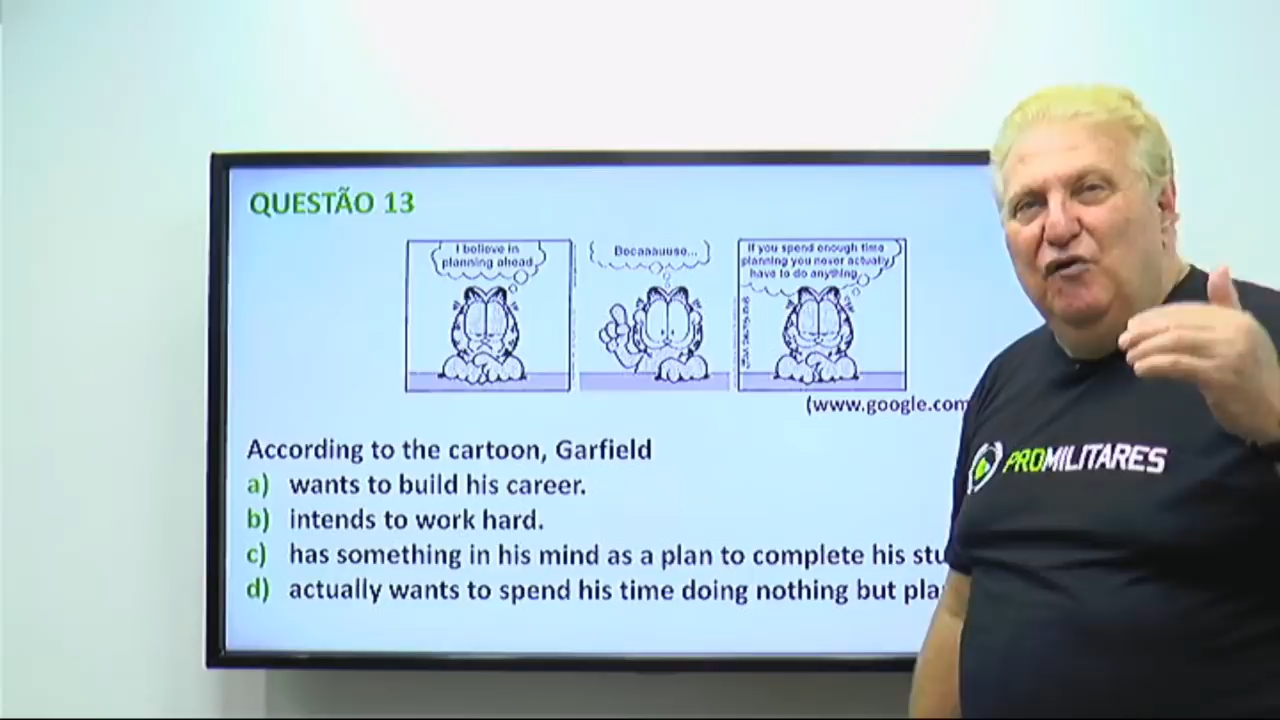 QUESTÃO 13
I believe in
planning ahead.
Becaaauuse...
If you spend enough time
planning you never actually
have to do anything.
(www.google.com
According to the cartoon, Garfield
a) wants to build his career.
b) intends to work hard.
c) has something in his mind as a plan to complete his stu
d) actually wants to spend his time doing nothing but pla
PROMILITARES